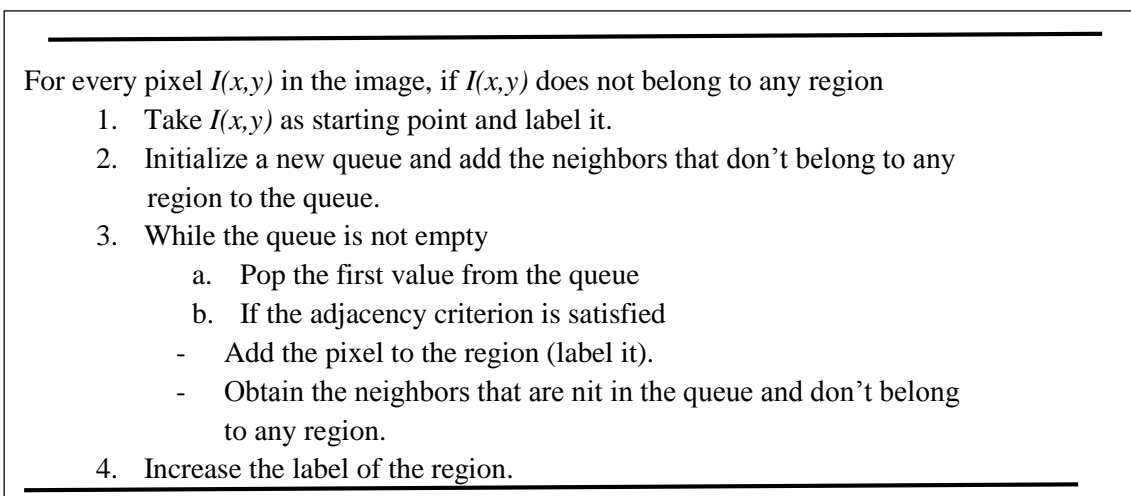 For every pixel I(x,y) in the image, if I(x,y) does not belong to any region
1. Take I(x,y) as starting point and label it.
2. Initialize a new queue and add the neighbors that don’t belong to any
region to the queue.
3. While the queue is not empty
a. Pop the first value from the queue
b. If the adjacency criterion is satisfied
- Add the pixel to the region (label it).
- Obtain the neighbors that are nit in the queue and don’t belong
to any region.
4. Increase the label of the region.